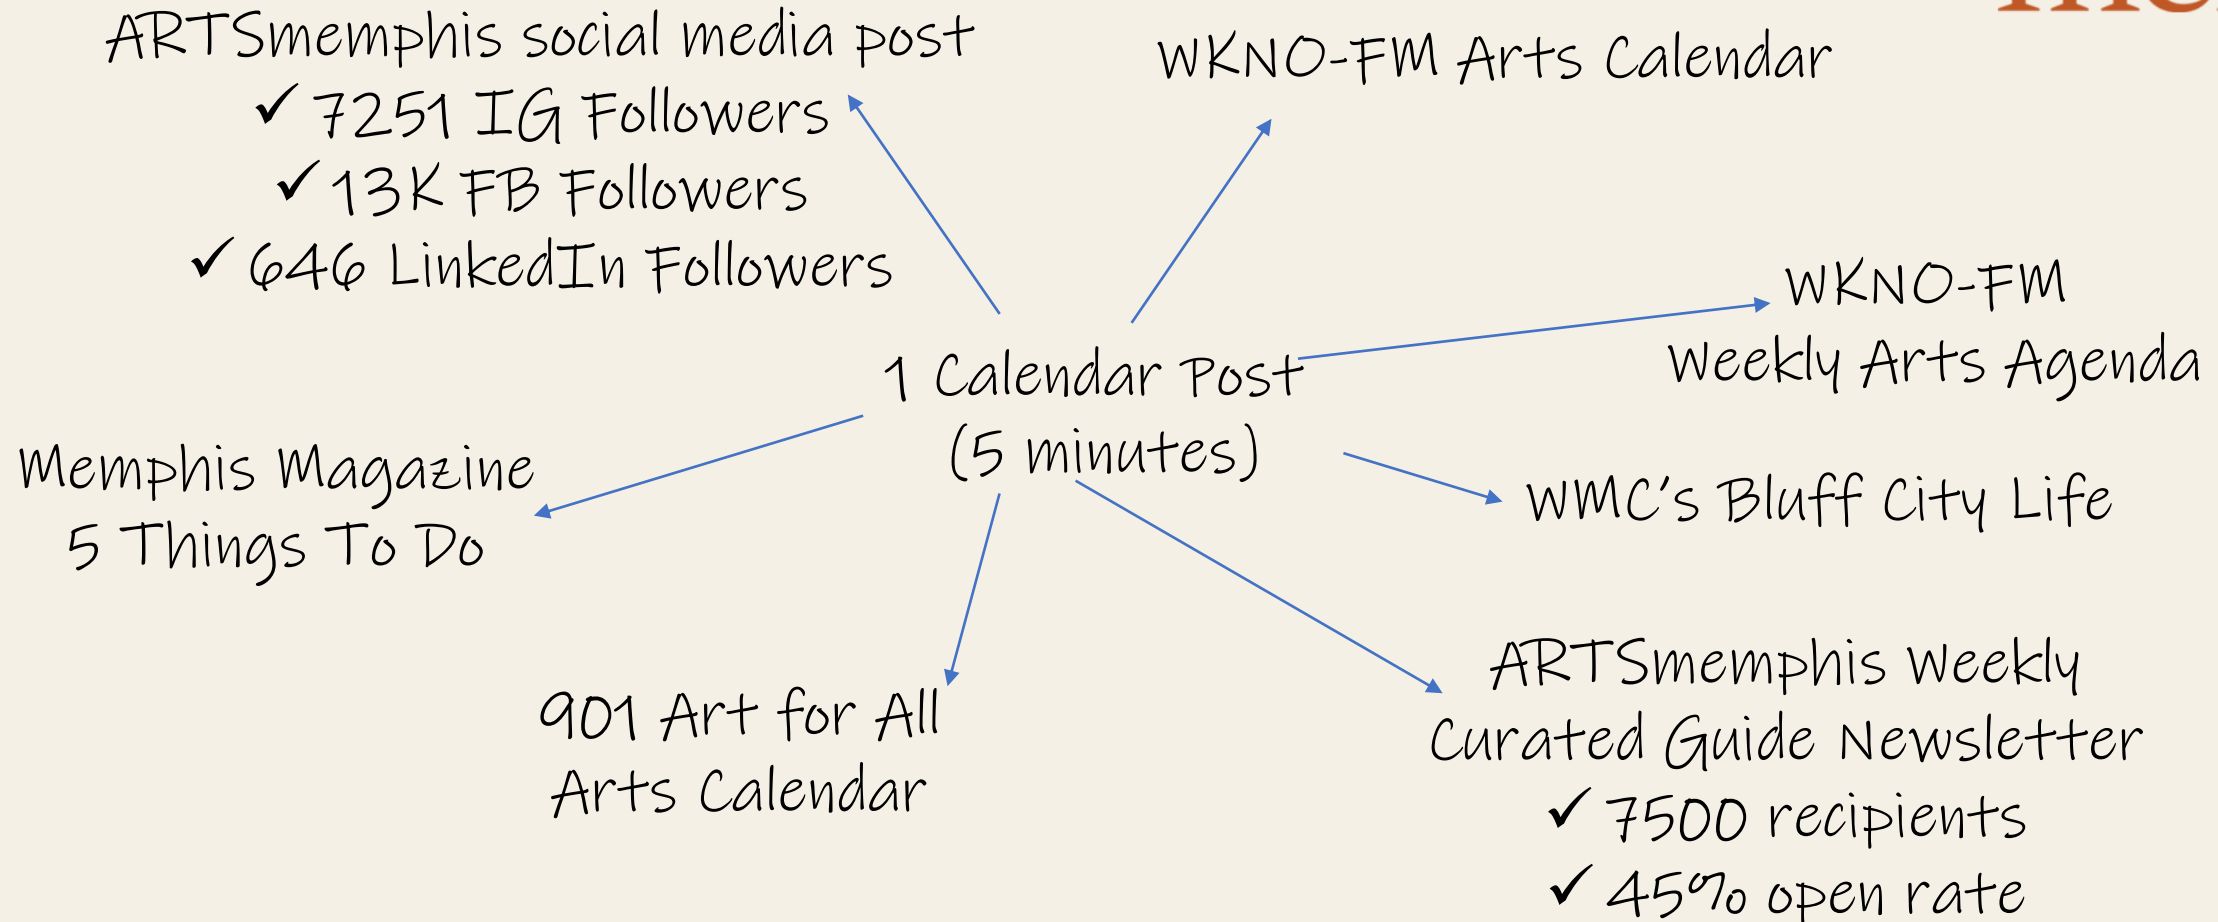 ARTSmemphis social media post
✓ 7251 IG Followers
✓ 13K FB Followers
✓ 646 LinkedIn Followers
WKNO-FM Arts Calendar
WKNO-FM
Weekly Arts Agenda
1 Calendar Post
(5 minutes)
Memphis Magazine
5 Things To Do
WMC's Bluff City Life
901 Art for All
Arts Calendar
ARTSmemphis Weekly
Curated Guide Newsletter
✓ 7500 recipients
✓ 45% open rate